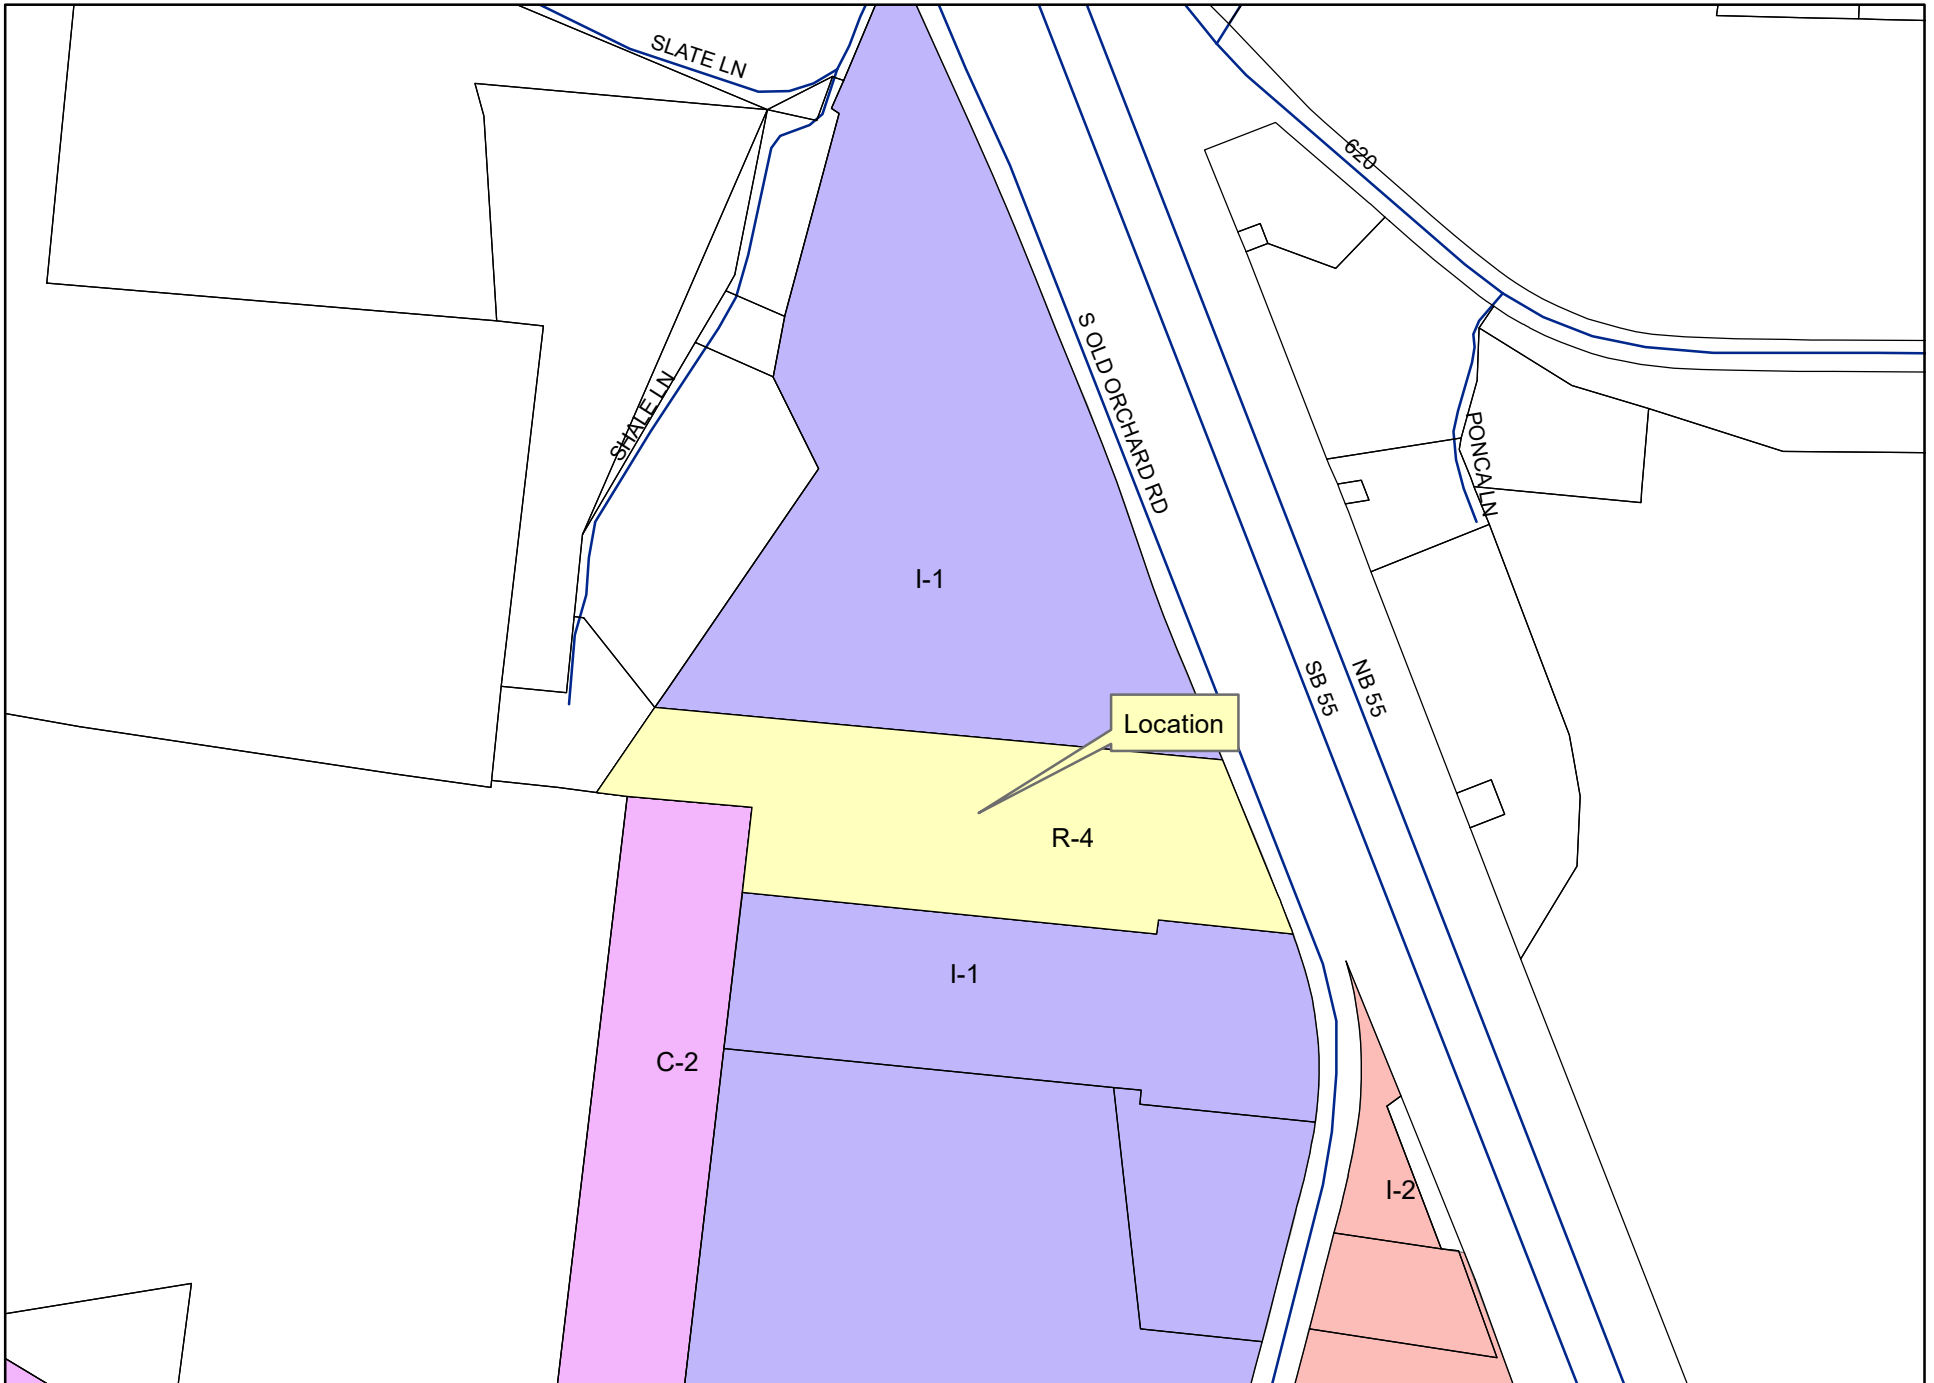 SLATE LN
620
S OLD ORCHARD RD
SHALE LN
PONCA LN
I-1
SB 55
NB 55
Location
R-4
I-1
C-2
I-2